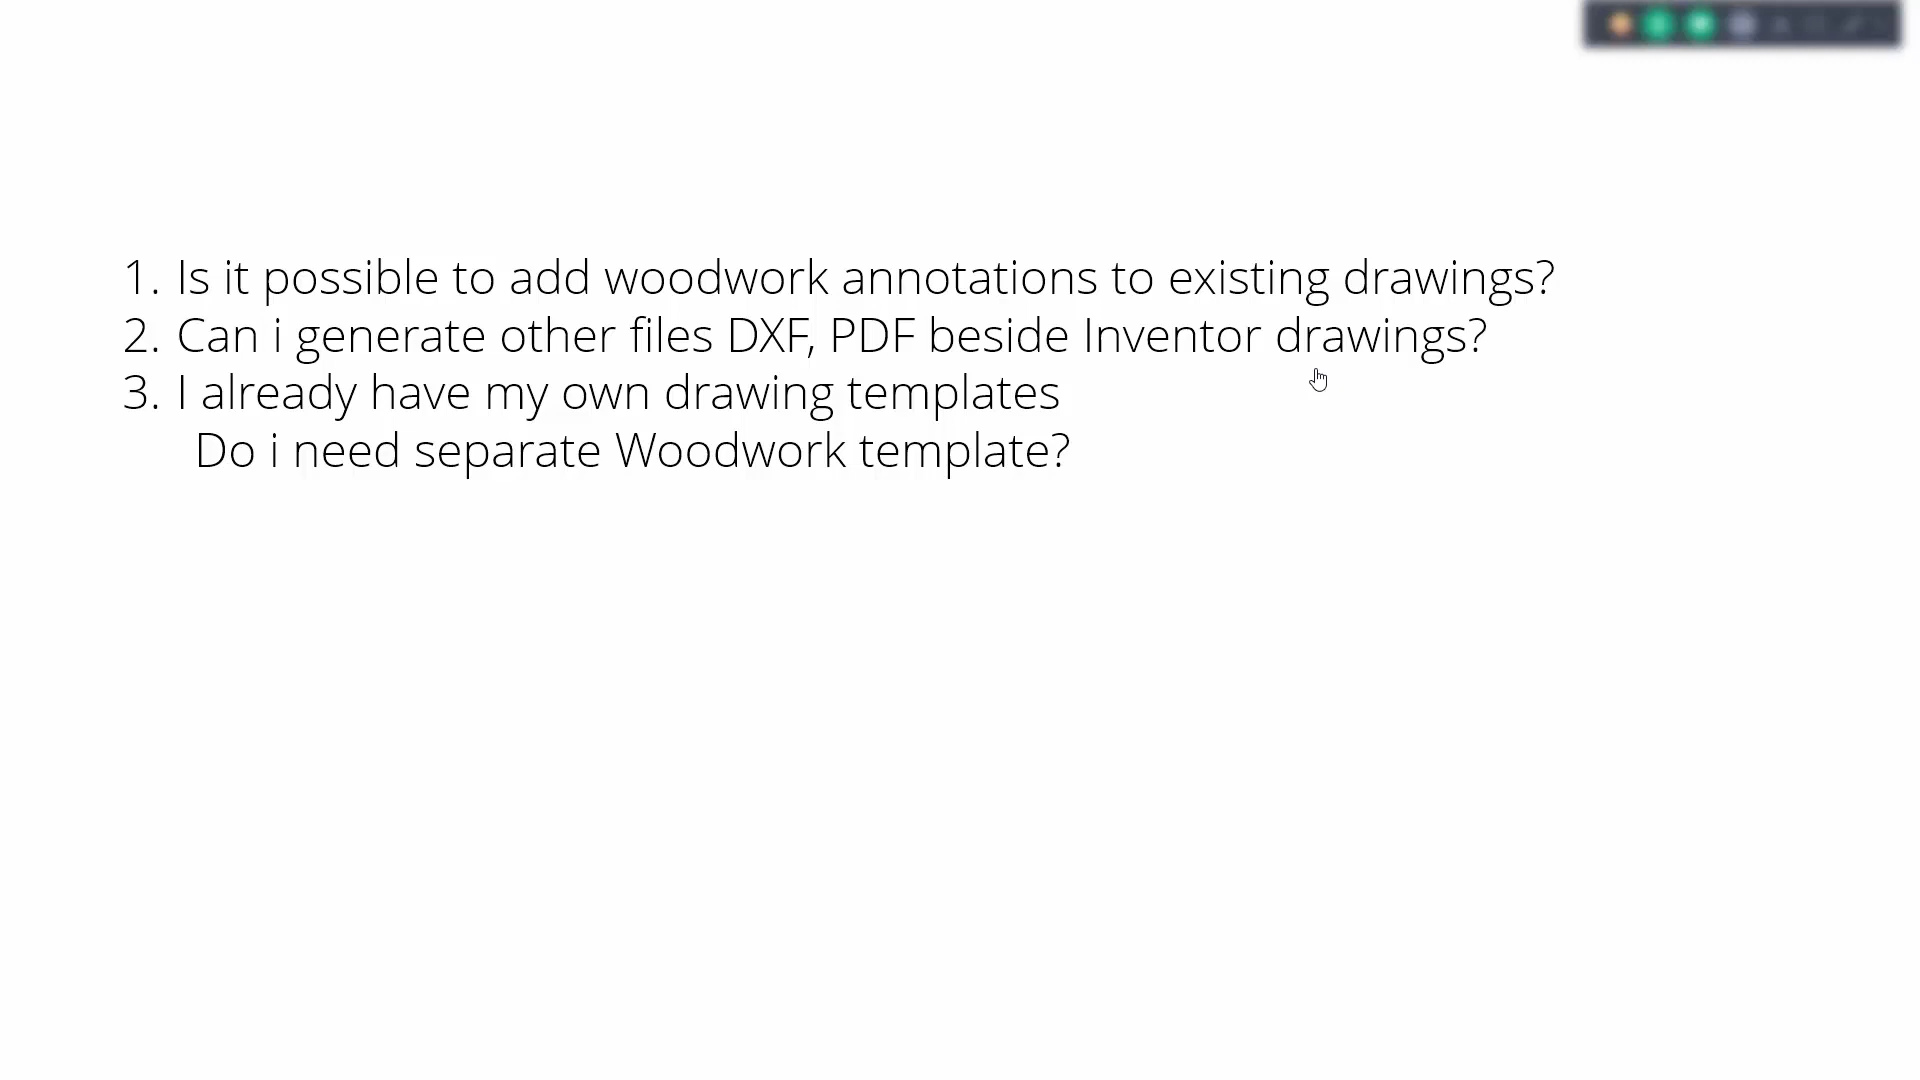 1. Is it possible to add woodwork annotations to existing drawings?
2. Can i generate other files DXF, PDF beside Inventor drawings?
3. I already have my own drawing templates
Do i need separate Woodwork template?